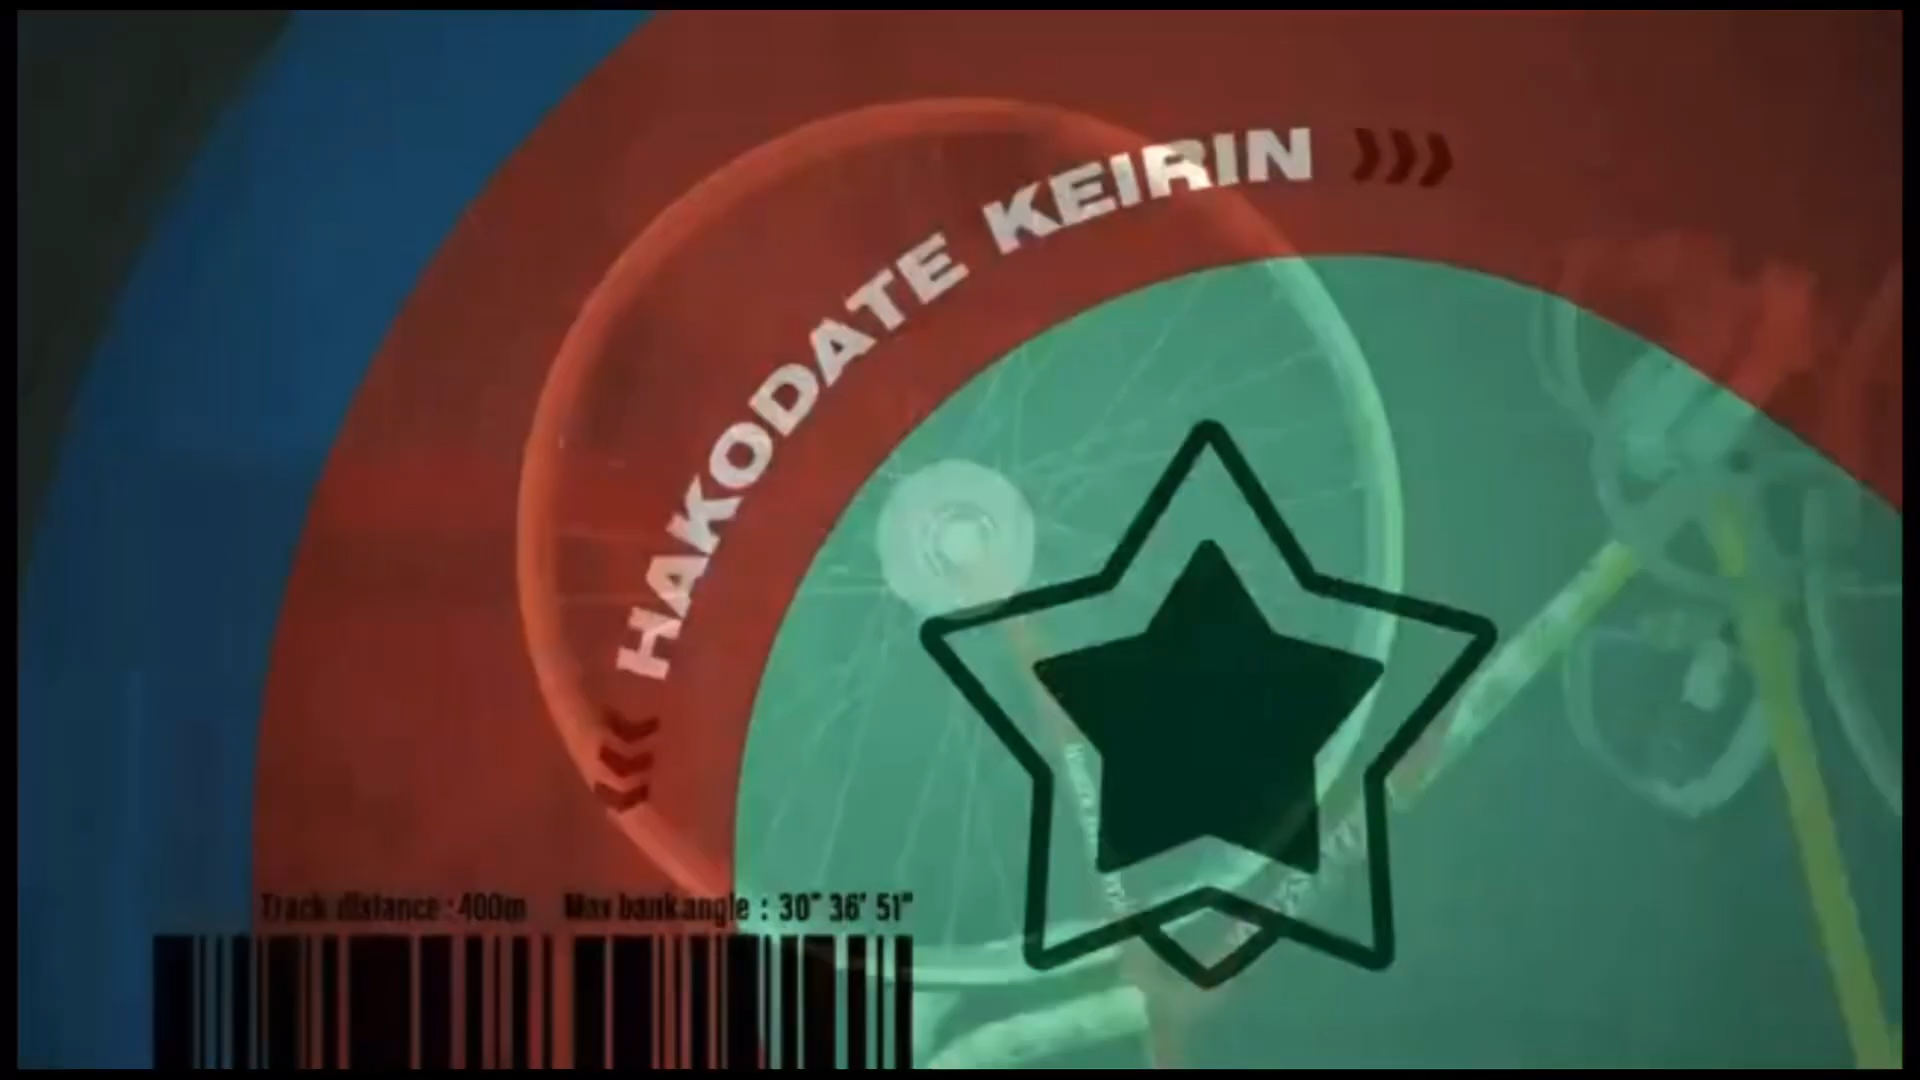 HAKODATE KEIRIN
Track distance : 400m Max bank angle : 30" 36' 51"